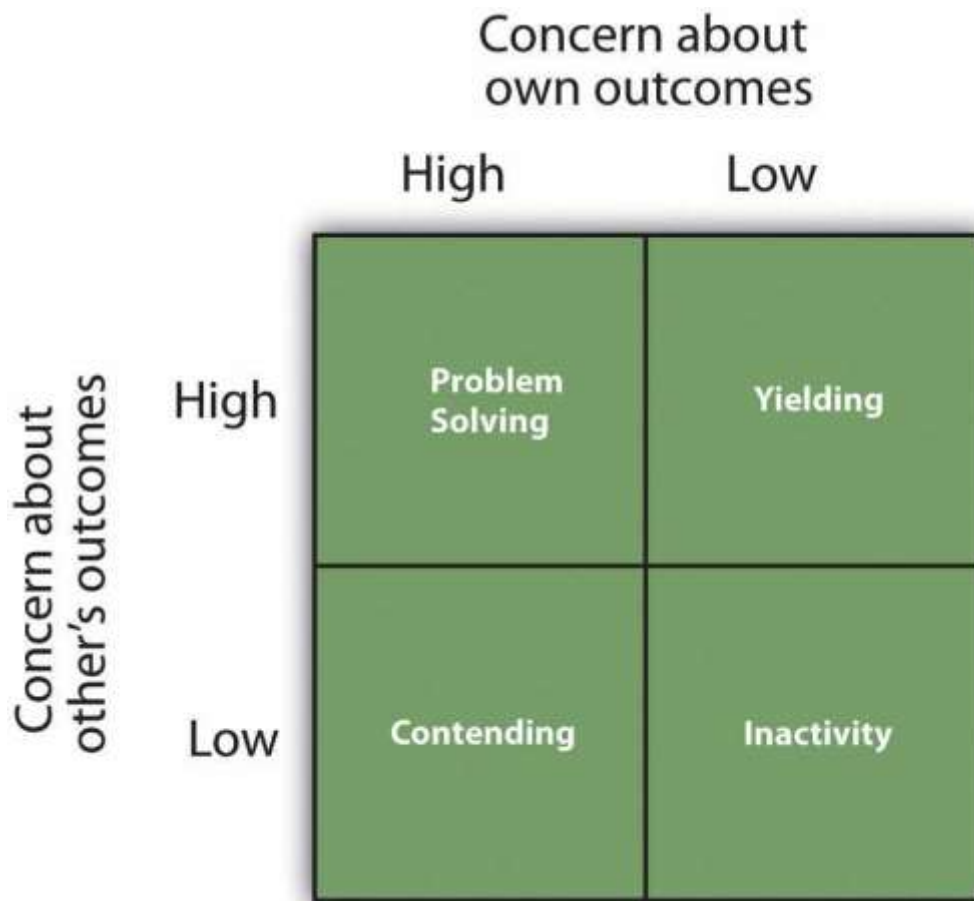 Concern about
own outcomes
High Low
Concern about
other's outcomes
High
Problem
Solving
Yielding
Low
Contending
Inactivity